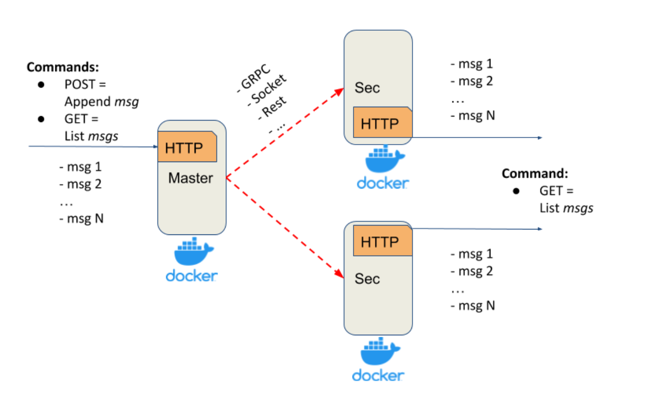 Commands:
● POST =
Append msg
● GET =
List msgs
- msg 1
- msg 2
...
- msg N
HTTP
Master
docker
- GRPC
- Socket
- Rest
- ...
Sec
HTTP
docker
- msg 1
- msg 2
...
- msg N
Command:
● GET =
List msgs
HTTP
Sec
docker
- msg 1
- msg 2
...
- msg N